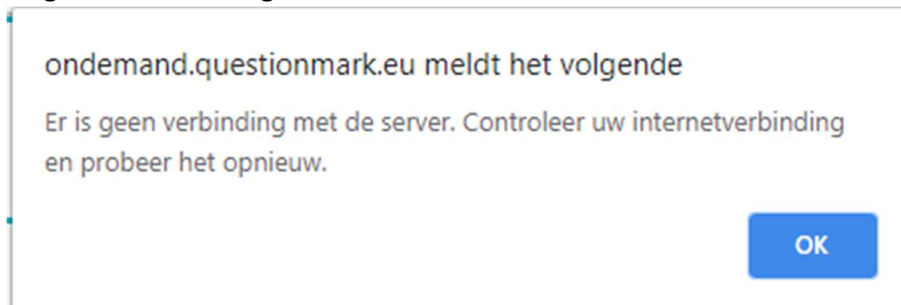 ondemand.questionmark.eu meldt het volgende
Er is geen verbinding met de server. Controleer uw internetverbinding
en probeer het opnieuw.
OK